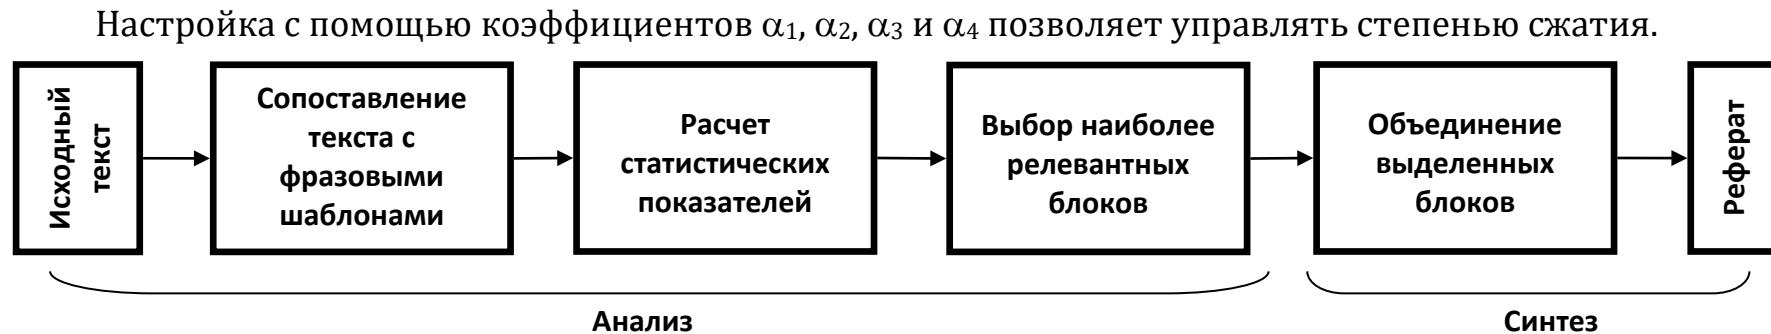 Настройка с помощью коэффициентов α1, α2, α3 и α4 позволяет управлять степенью сжатия.
Исходный
текст
Сопоставление
текста с
фразовыми
шаблонами
Расчет
статистических
показателей
Выбор наиболее
релевантных
блоков
Объединение
выделенных
блоков
Реферат
Анализ
Синтез